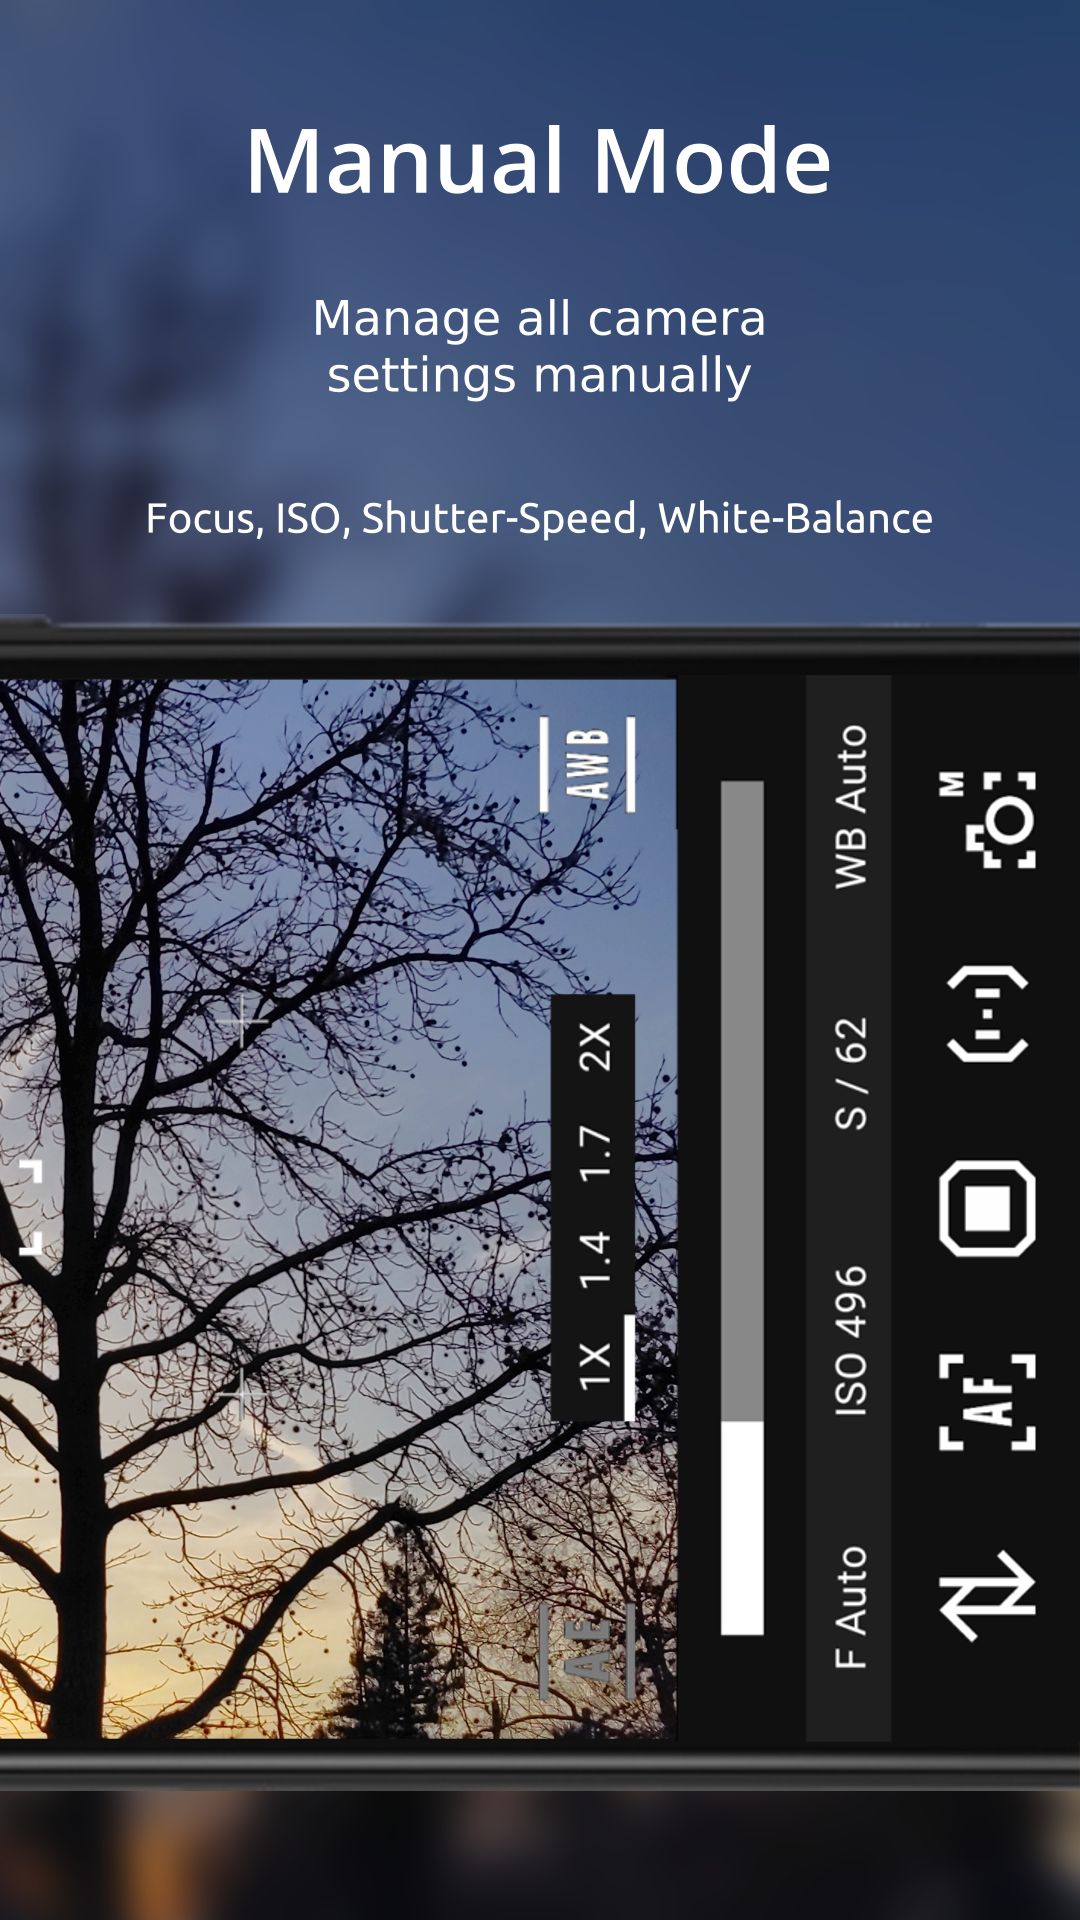 Manual Mode
Manage all camera
settings manually
Focus, ISO, Shutter-Speed, White-Balance
AWB
AE
1X 1.4 1.7 2X
F Auto ISO 496 S / 62 WB Auto
M
AF